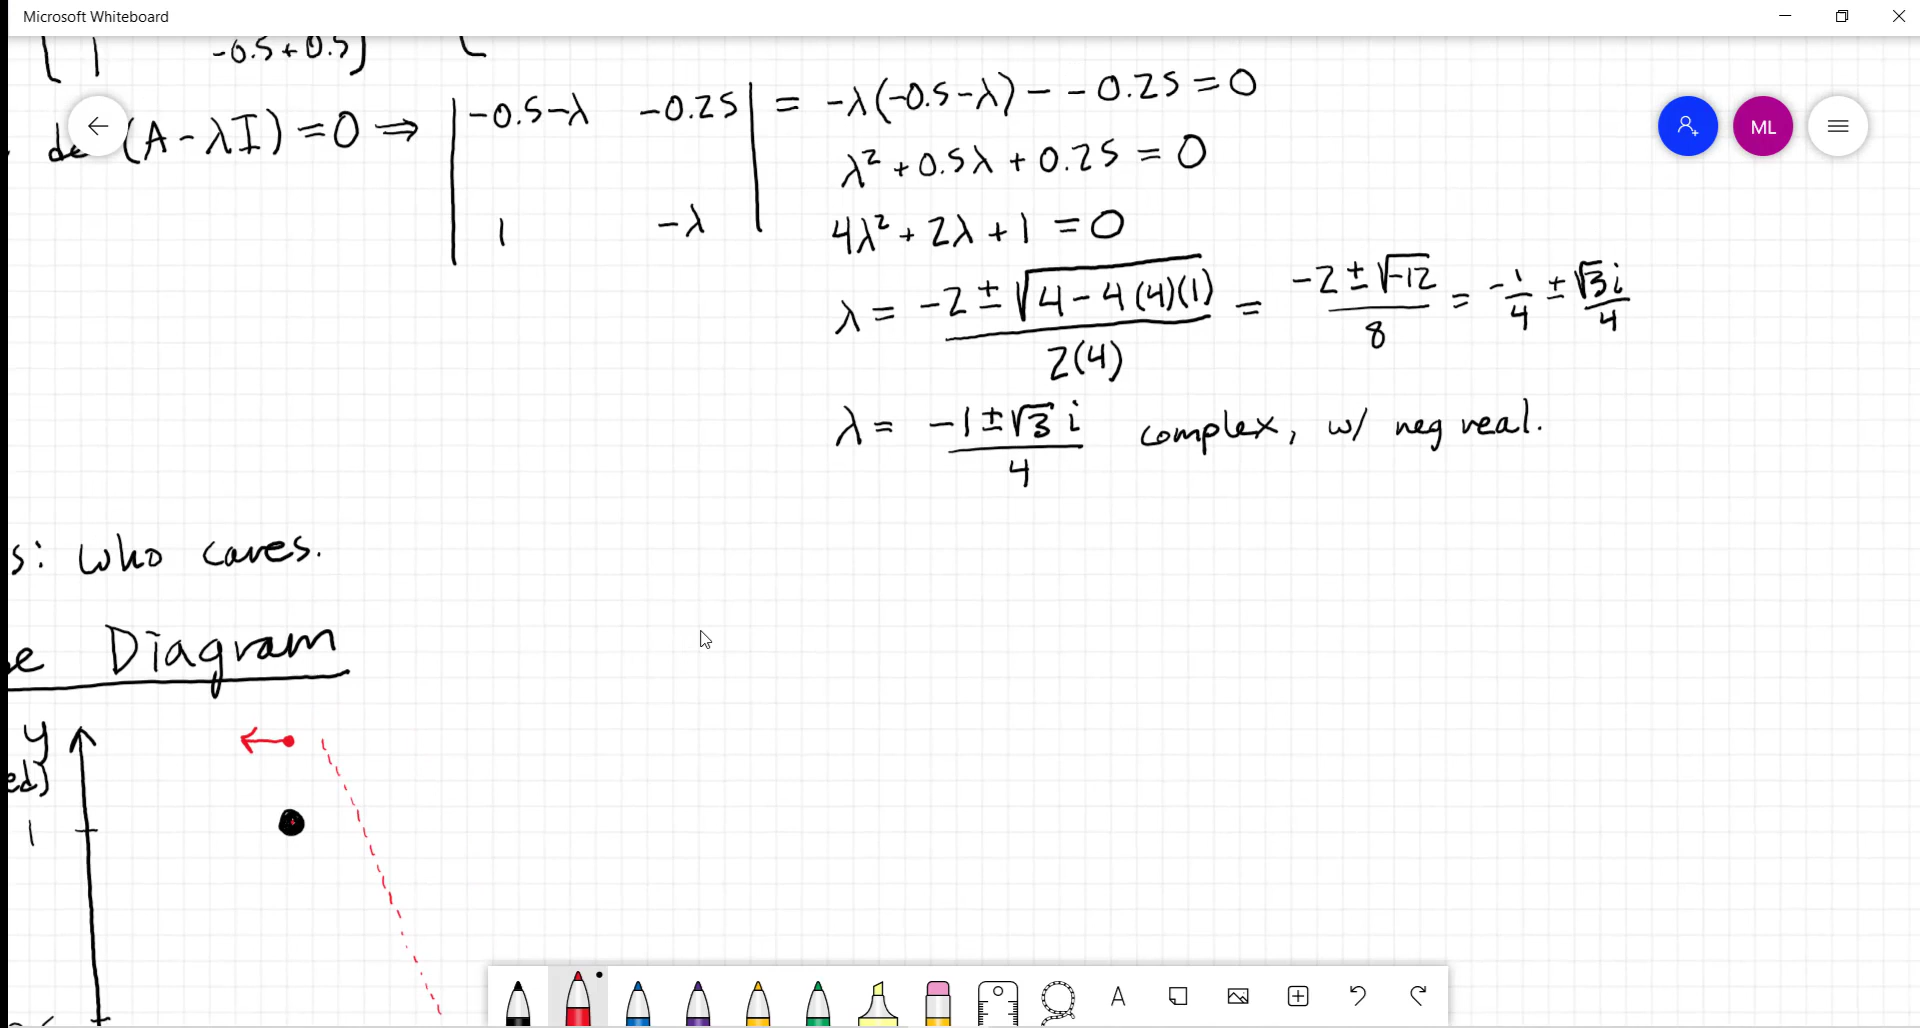 Microsoft Whiteboard
1 -0.5+0.5
(A-λI)=0⇒ |-0.5-λ -0.25| = -λ(-0.5-λ)--0.25=0
1 -λ
λ²+0.5λ+0.25=0
4λ²+2λ+1=0
λ = -2±√4-4(4)(1) / 2(4) = -2±√-12 / 8 = -1/4 ± √3i/4
λ = -1±√3 i / 4 complex, w/ neg real.
s: who cares.
e Diagram
y
ed)
1
ML
A